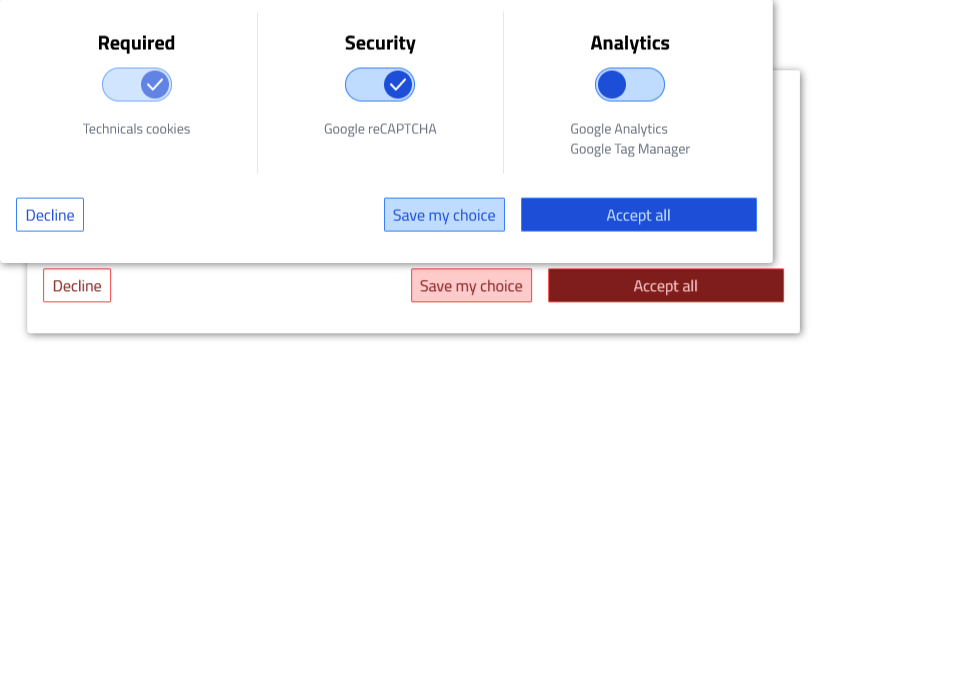 Required
Security
Analytics
Technicals cookies
Google reCAPTCHA
Google Analytics
Google Tag Manager
Decline
Save my choice
Accept all
Decline
Save my choice
Accept all